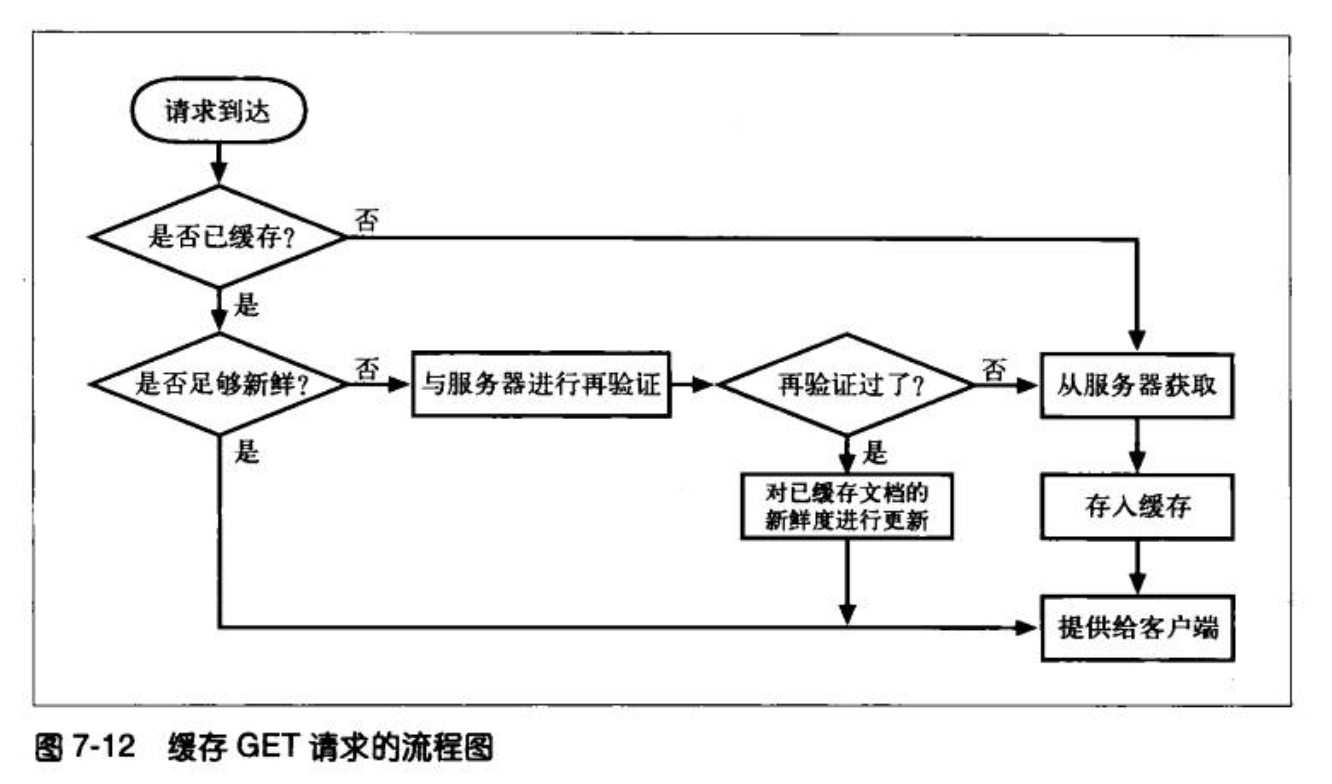 请求到达
是否已缓存?
否
是
是否足够新鲜?
否
与服务器进行再验证
再验证过了?
否
从服务器获取
是
是
对已缓存文档的
新鲜度进行更新
存入缓存
提供给客户端
图 7-12 缓存 GET 请求的流程图